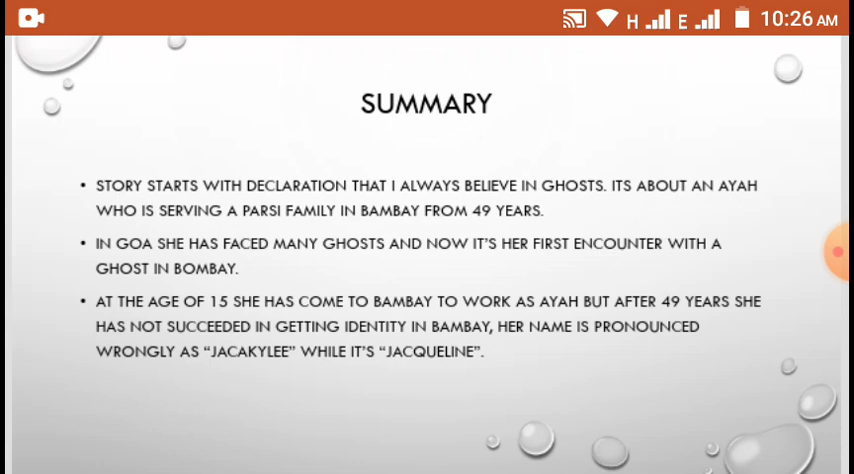 H E 10:26 AM
SUMMARY
• STORY STARTS WITH DECLARATION THAT I ALWAYS BELIEVE IN GHOSTS. ITS ABOUT AN AYAH
WHO IS SERVING A PARSI FAMILY IN BAMBAY FROM 49 YEARS.
• IN GOA SHE HAS FACED MANY GHOSTS AND NOW IT'S HER FIRST ENCOUNTER WITH A
GHOST IN BOMBAY.
• AT THE AGE OF 15 SHE HAS COME TO BAMBAY TO WORK AS AYAH BUT AFTER 49 YEARS SHE
HAS NOT SUCCEEDED IN GETTING IDENTITY IN BAMBAY, HER NAME IS PRONOUNCED
WRONGLY AS “JACAKYLEE” WHILE IT'S “JACQUELINE”.